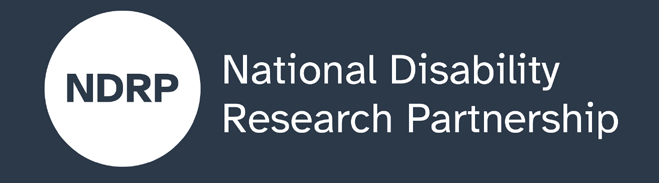 NDRP
National Disability
Research Partnership